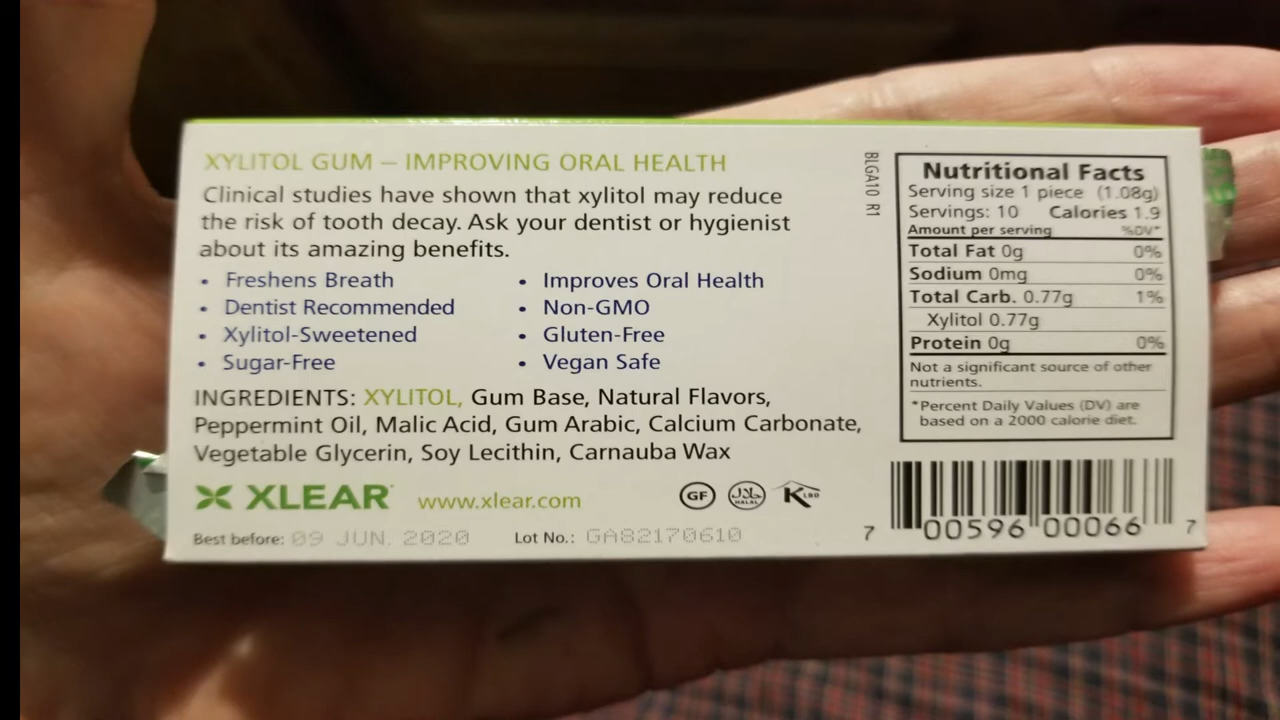 XYLITOL GUM – IMPROVING ORAL HEALTH
Clinical studies have shown that xylitol may reduce
the risk of tooth decay. Ask your dentist or hygienist
about its amazing benefits.
• Freshens Breath
• Dentist Recommended
• Xylitol-Sweetened
• Sugar-Free
• Improves Oral Health
• Non-GMO
• Gluten-Free
• Vegan Safe
INGREDIENTS: XYLITOL, Gum Base, Natural Flavors,
Peppermint Oil, Malic Acid, Gum Arabic, Calcium Carbonate,
Vegetable Glycerin, Soy Lecithin, Carnauba Wax
XLEAR www.xlear.com
GF حلال HALAL K LBD
Best before: 09 JUN. 2020 Lot No.: GA82170610
BLGA10 R1
Nutritional Facts
Serving size 1 piece (1.08g)
Servings: 10 Calories 1.9
Amount per serving %DV*
Total Fat 0g 0%
Sodium 0mg 0%
Total Carb. 0.77g 1%
Xylitol 0.77g
Protein 0g 0%
Not a significant source of other
nutrients.
*Percent Daily Values (DV) are
based on a 2000 calorie diet.
7 00596 00066 7